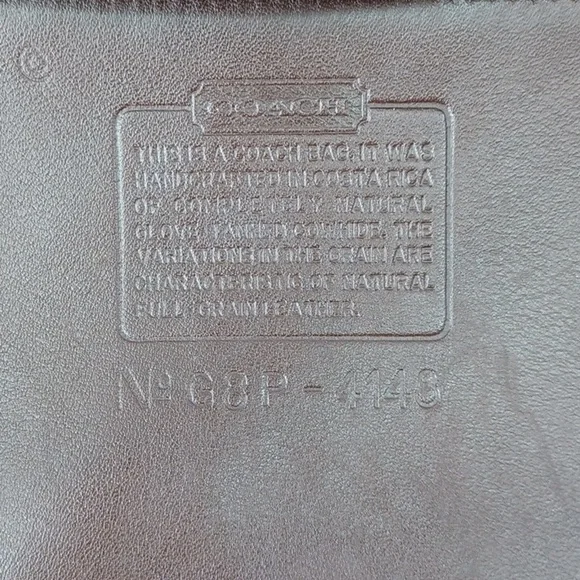 ©
COACH
THIS IS A COACH BAG. IT WAS
HANDCRAFTED IN COSTA RICA
OF COMPLETELY NATURAL
GLOVE TANNED COWHIDE. THE
VARIATIONS IN THE GRAIN ARE
CHARACTERISTIC OF NATURAL
FULL GRAIN LEATHER.
No G8P-4148